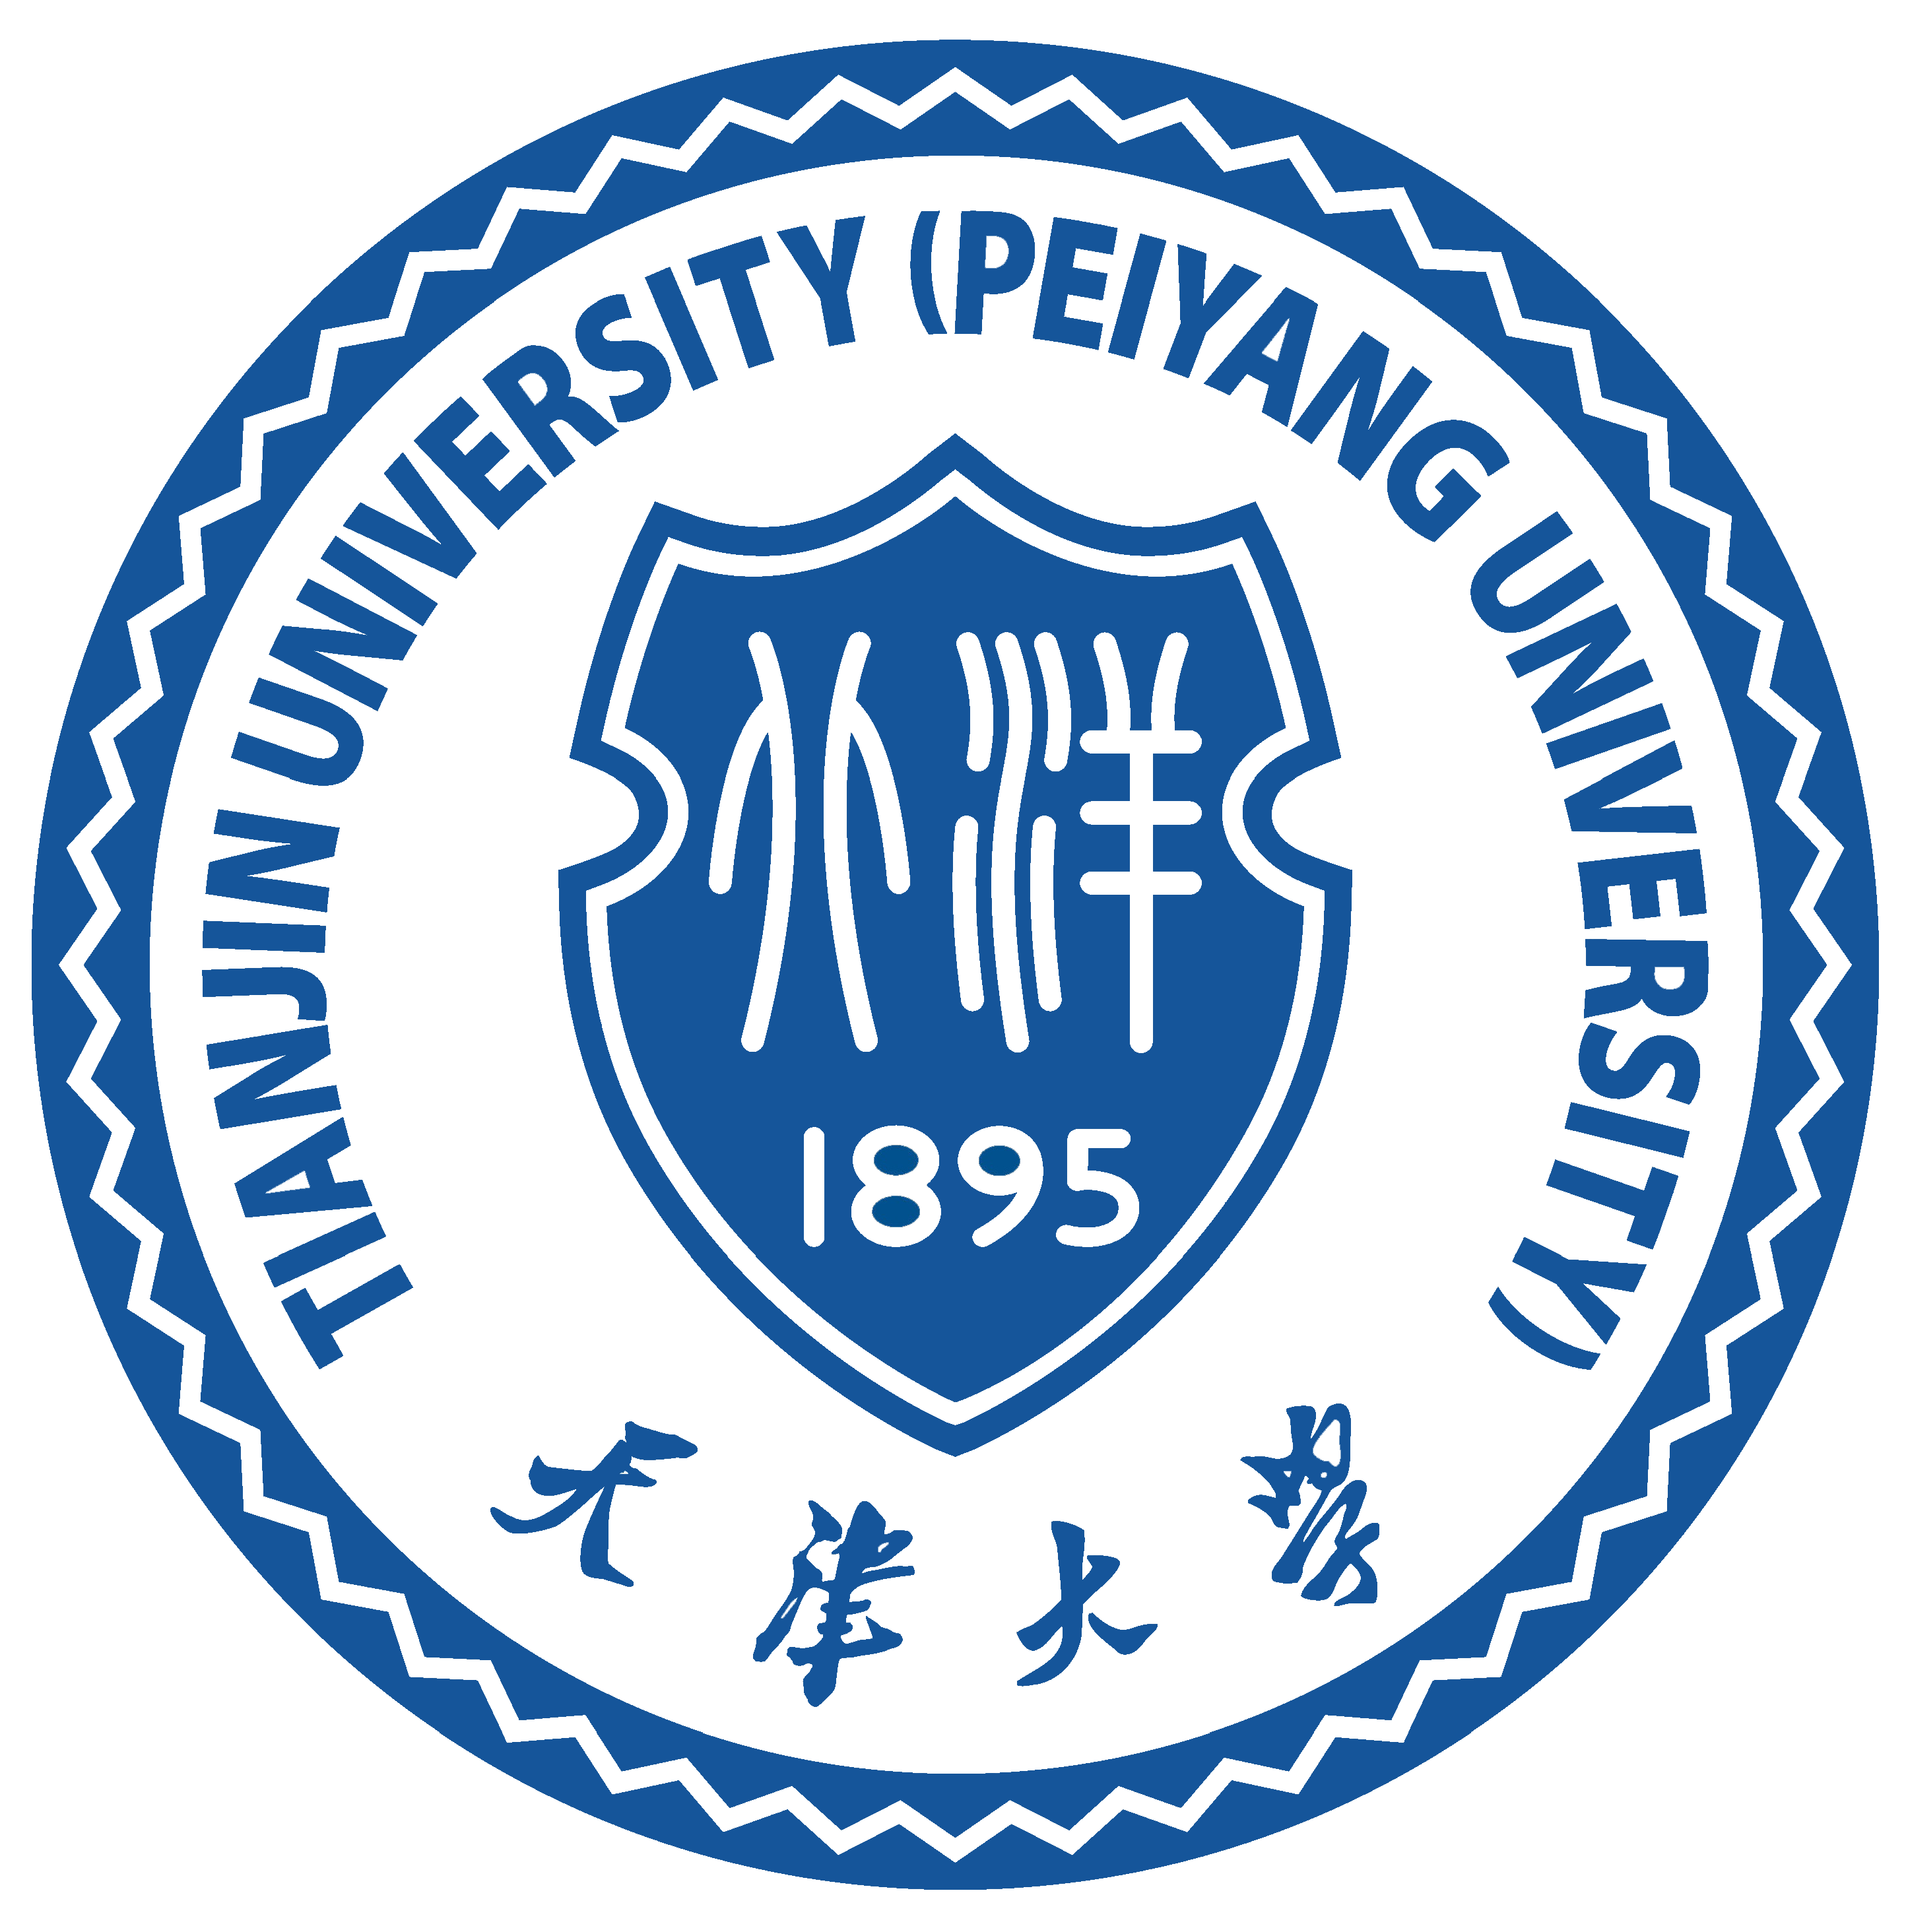 TIANJIN UNIVERSITY (PEIYANG UNIVERSITY)
北洋
1895
天津大學